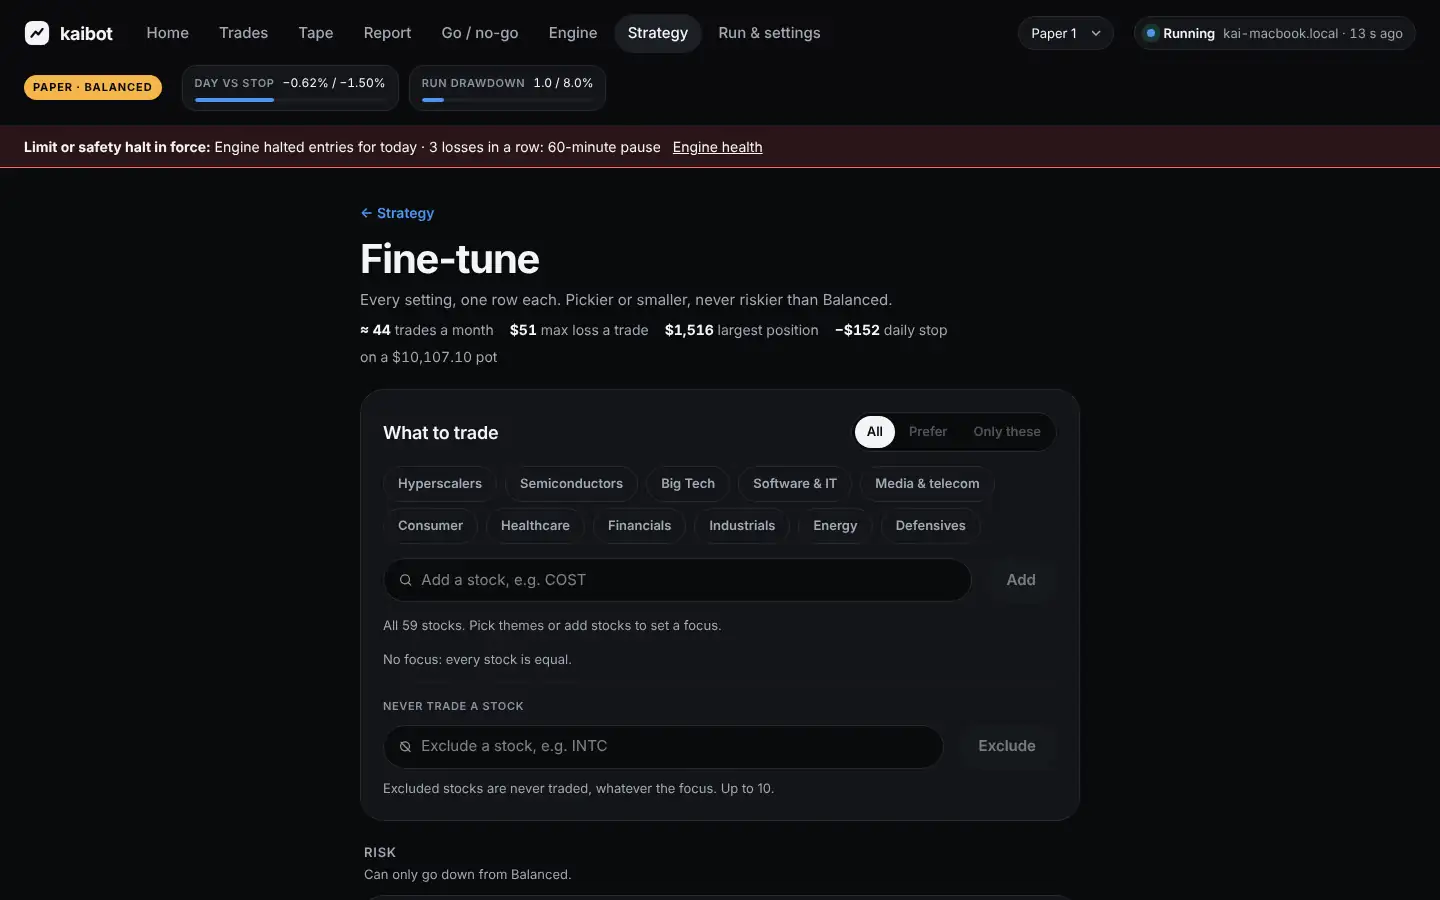 kaibot Home Trades Tape Report Go / no-go Engine Strategy Run & settings Paper 1 Running kai-macbook.local · 13 s ago
PAPER · BALANCED DAY VS STOP −0.62% / −1.50% RUN DRAWDOWN 1.0 / 8.0%
Limit or safety halt in force: Engine halted entries for today · 3 losses in a row: 60-minute pause Engine health
← Strategy
Fine-tune
Every setting, one row each. Pickier or smaller, never riskier than Balanced.
≈ 44 trades a month $51 max loss a trade $1,516 largest position −$152 daily stop
on a $10,107.10 pot
What to trade All Prefer Only these
Hyperscalers Semiconductors Big Tech Software & IT Media & telecom
Consumer Healthcare Financials Industrials Energy Defensives
Add a stock, e.g. COST Add
All 59 stocks. Pick themes or add stocks to set a focus.
No focus: every stock is equal.
NEVER TRADE A STOCK
Exclude a stock, e.g. INTC Exclude
Excluded stocks are never traded, whatever the focus. Up to 10.
RISK
Can only go down from Balanced.